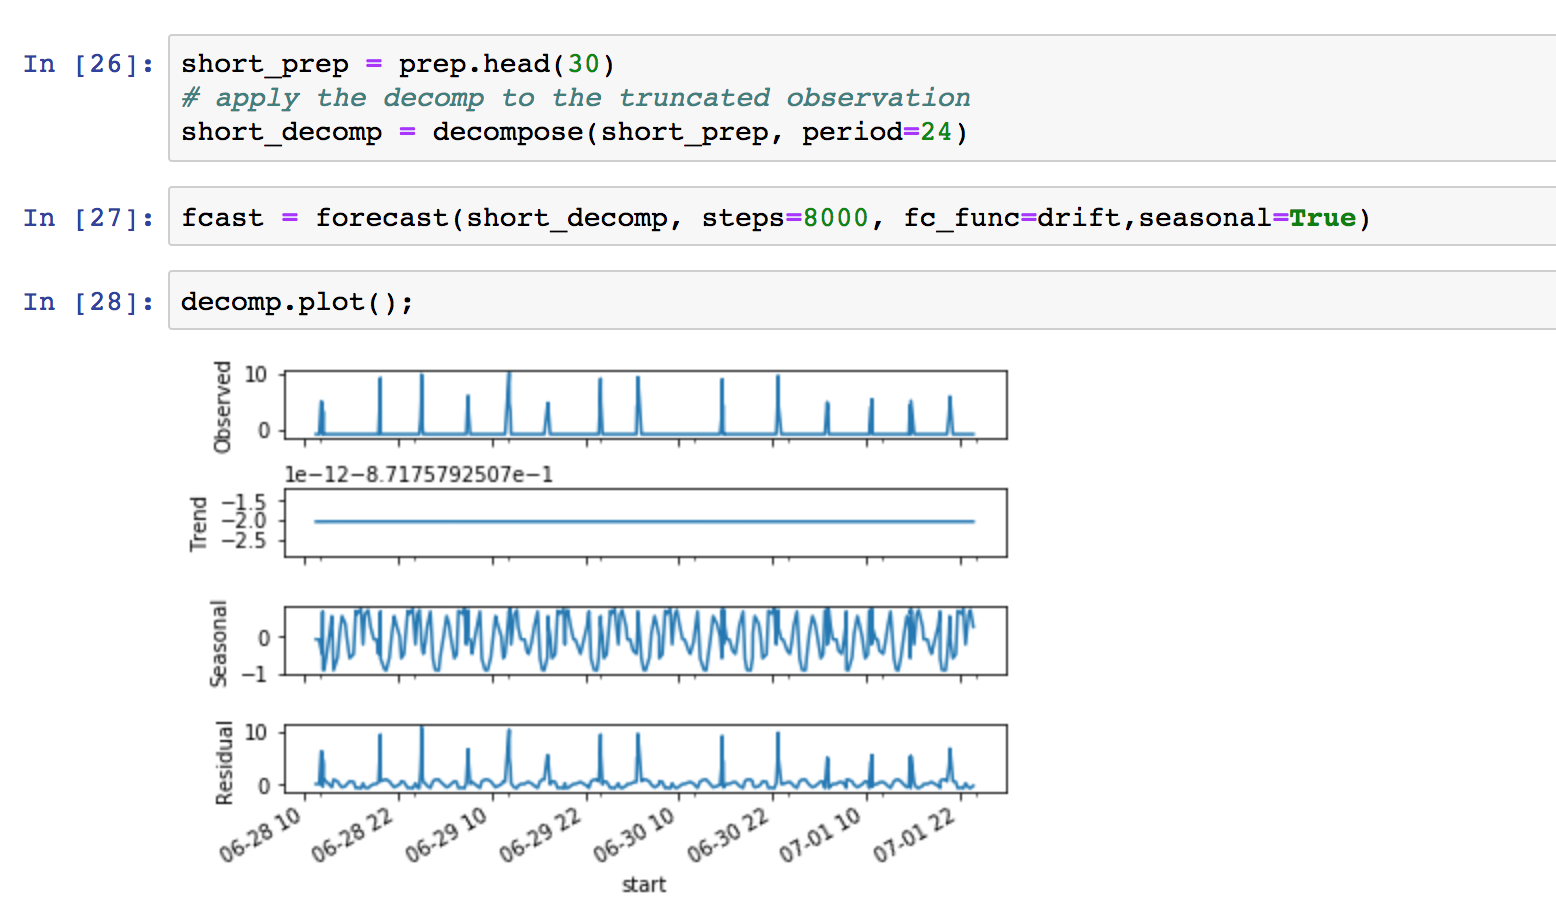 In [26]: short_prep = prep.head(30)
# apply the decomp to the truncated observation
short_decomp = decompose(short_prep, period=24)
In [27]: fcast = forecast(short_decomp, steps=8000, fc_func=drift,seasonal=True)
In [28]: decomp.plot();
Observed
10
0
1e−12−8.7175792507e−1
Trend
−1.5
−2.0
−2.5
Seasonal
0
−1
Residual
10
0
06-28 10
06-28 22
06-29 10
06-29 22
06-30 10
06-30 22
07-01 10
07-01 22
start